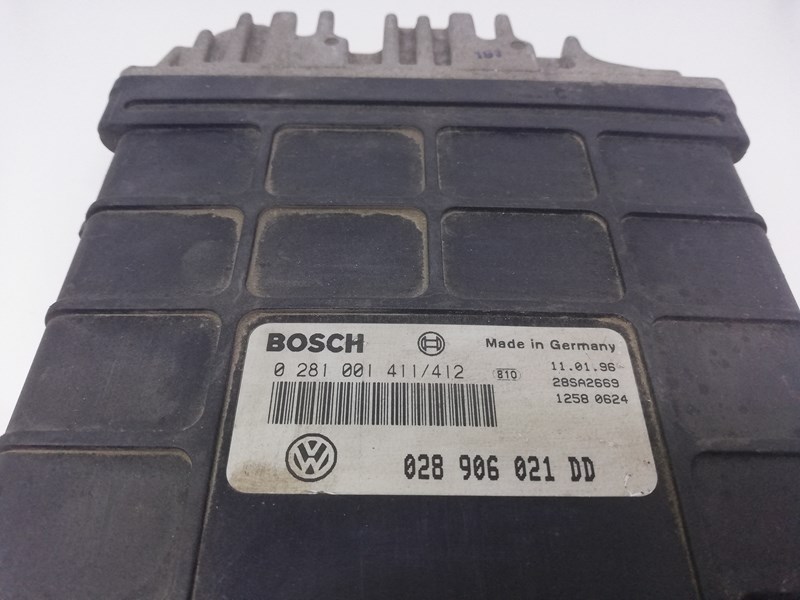 BOSCH Made in Germany
0 281 001 411/412 810 11.01.96
28SA2669
1258 0624
VW
028 906 021 DD